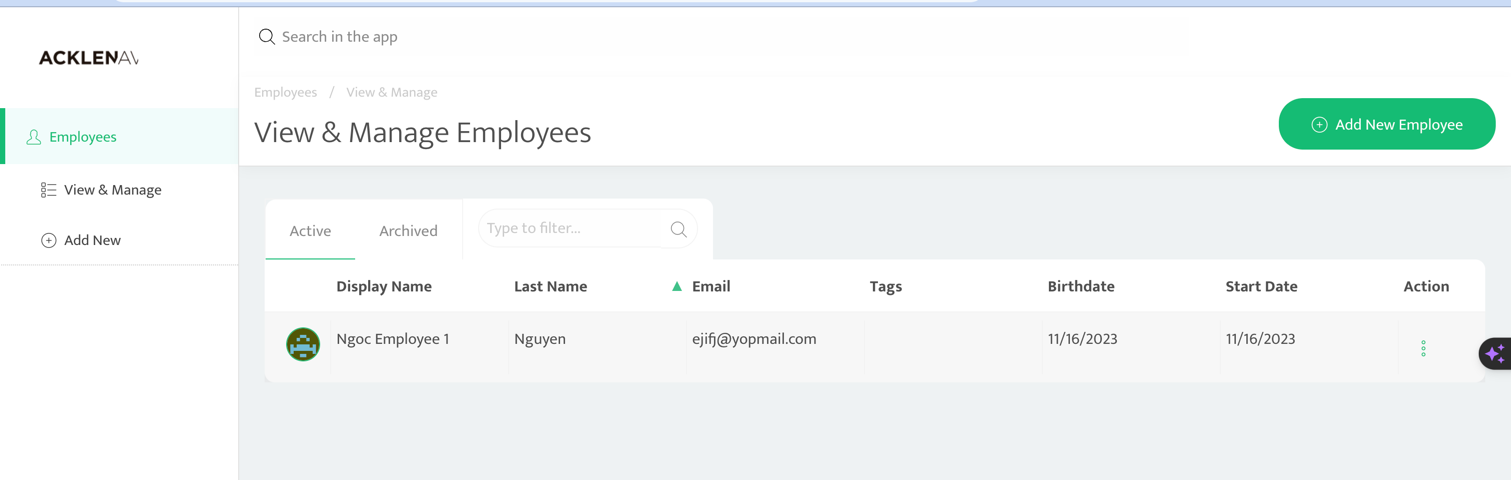 ACKLENAV
Search in the app
Employees / View & Manage
View & Manage Employees
Add New Employee
Employees
View & Manage
Add New
Active Archived Type to filter...
Display Name Last Name Email Tags Birthdate Start Date Action
Ngoc Employee 1 Nguyen ejifj@yopmail.com 11/16/2023 11/16/2023